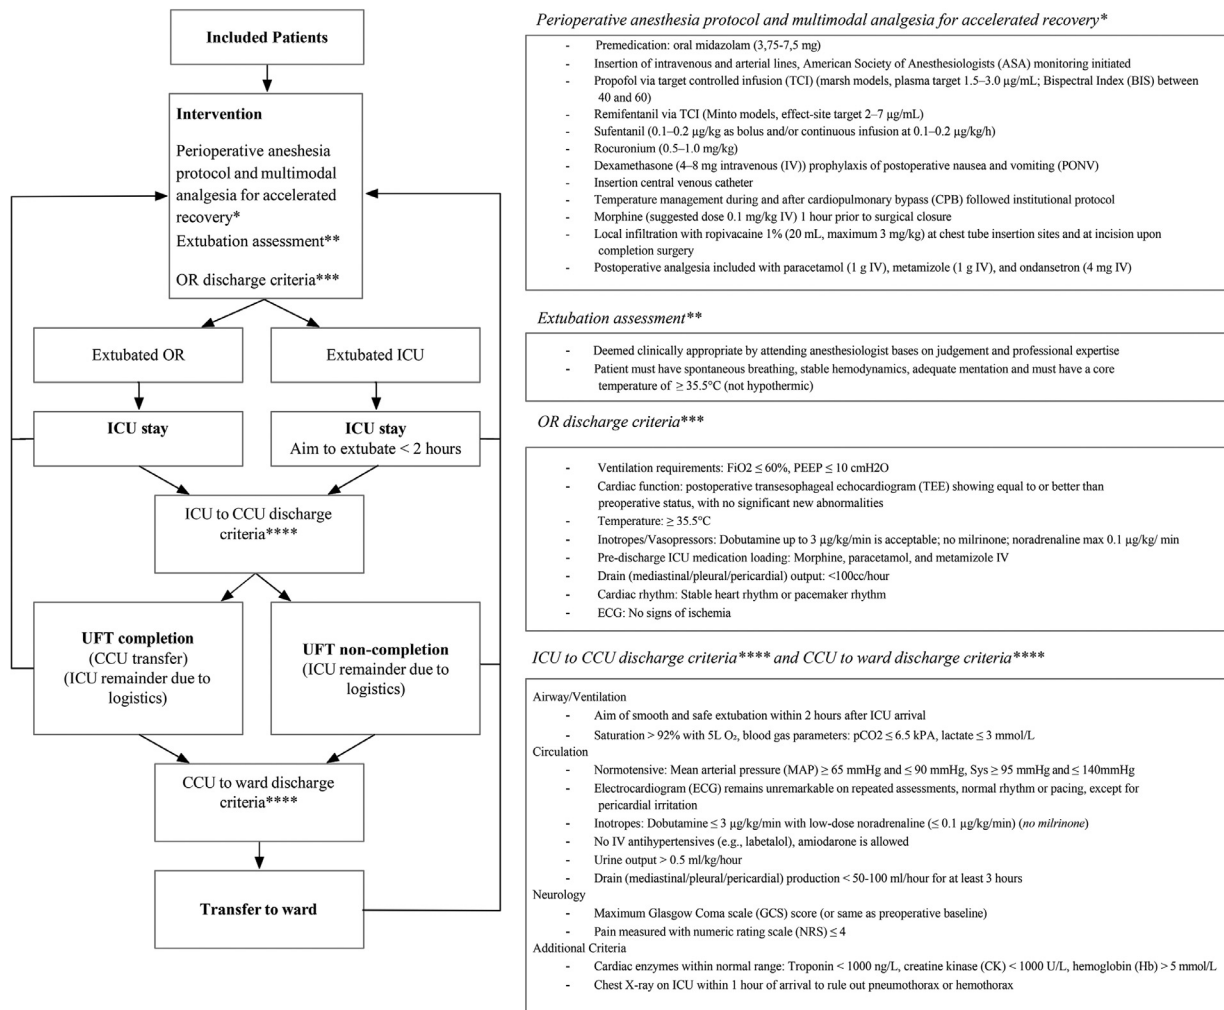 Included Patients
Intervention
Perioperative aneshesia
protocol and multimodal
analgesia for accelerated
recovery*
Extubation assessment**
OR discharge criteria***
Extubated OR
Extubated ICU
ICU stay
ICU stay
Aim to extubate < 2 hours
ICU to CCU discharge
criteria****
UFT completion
(CCU transfer)
(ICU remainder due to
logistics)
UFT non-completion
(ICU remainder due to
logistics)
CCU to ward discharge
criteria****
Transfer to ward
Perioperative anesthesia protocol and multimodal analgesia for accelerated recovery*
- Premedication: oral midazolam (3,75-7,5 mg)
- Insertion of intravenous and arterial lines, American Society of Anesthesiologists (ASA) monitoring initiated
- Propofol via target controlled infusion (TCI) (marsh models, plasma target 1.5–3.0 µg/mL; Bispectral Index (BIS) between
40 and 60)
- Remifentanil via TCI (Minto models, effect-site target 2–7 µg/mL)
- Sufentanil (0.1–0.2 µg/kg as bolus and/or continuous infusion at 0.1–0.2 µg/kg/h)
- Rocuronium (0.5–1.0 mg/kg)
- Dexamethasone (4–8 mg intravenous (IV)) prophylaxis of postoperative nausea and vomiting (PONV)
- Insertion central venous catheter
- Temperature management during and after cardiopulmonary bypass (CPB) followed institutional protocol
- Morphine (suggested dose 0.1 mg/kg IV) 1 hour prior to surgical closure
- Local infiltration with ropivacaine 1% (20 mL, maximum 3 mg/kg) at chest tube insertion sites and at incision upon
completion surgery
- Postoperative analgesia included with paracetamol (1 g IV), metamizole (1 g IV), and ondansetron (4 mg IV)
Extubation assessment**
- Deemed clinically appropriate by attending anesthesiologist bases on judgement and professional expertise
- Patient must have spontaneous breathing, stable hemodynamics, adequate mentation and must have a core
temperature of ≥ 35.5°C (not hypothermic)
OR discharge criteria***
- Ventilation requirements: FiO2 ≤ 60%, PEEP ≤ 10 cmH2O
- Cardiac function: postoperative transesophageal echocardiogram (TEE) showing equal to or better than
preoperative status, with no significant new abnormalities
- Temperature: ≥ 35.5°C
- Inotropes/Vasopressors: Dobutamine up to 3 µg/kg/min is acceptable; no milrinone; noradrenaline max 0.1 µg/kg/ min
- Pre-discharge ICU medication loading: Morphine, paracetamol, and metamizole IV
- Drain (mediastinal/pleural/pericardial) output: <100cc/hour
- Cardiac rhythm: Stable heart rhythm or pacemaker rhythm
- ECG: No signs of ischemia
ICU to CCU discharge criteria**** and CCU to ward discharge criteria****
Airway/Ventilation
- Aim of smooth and safe extubation within 2 hours after ICU arrival
- Saturation > 92% with 5L O₂, blood gas parameters: pCO2 ≤ 6.5 kPA, lactate ≤ 3 mmol/L
Circulation
- Normotensive: Mean arterial pressure (MAP) ≥ 65 mmHg and ≤ 90 mmHg, Sys ≥ 95 mmHg and ≤ 140mmHg
- Electrocardiogram (ECG) remains unremarkable on repeated assessments, normal rhythm or pacing, except for
pericardial irritation
- Inotropes: Dobutamine ≤ 3 µg/kg/min with low-dose noradrenaline (≤ 0.1 µg/kg/min) (no milrinone)
- No IV antihypertensives (e.g., labetalol), amiodarone is allowed
- Urine output > 0.5 ml/kg/hour
- Drain (mediastinal/pleural/pericardial) production < 50-100 ml/hour for at least 3 hours
Neurology
- Maximum Glasgow Coma scale (GCS) score (or same as preoperative baseline)
- Pain measured with numeric rating scale (NRS) ≤ 4
Additional Criteria
- Cardiac enzymes within normal range: Troponin < 1000 ng/L, creatine kinase (CK) < 1000 U/L, hemoglobin (Hb) > 5 mmol/L
- Chest X-ray on ICU within 1 hour of arrival to rule out pneumothorax or hemothorax